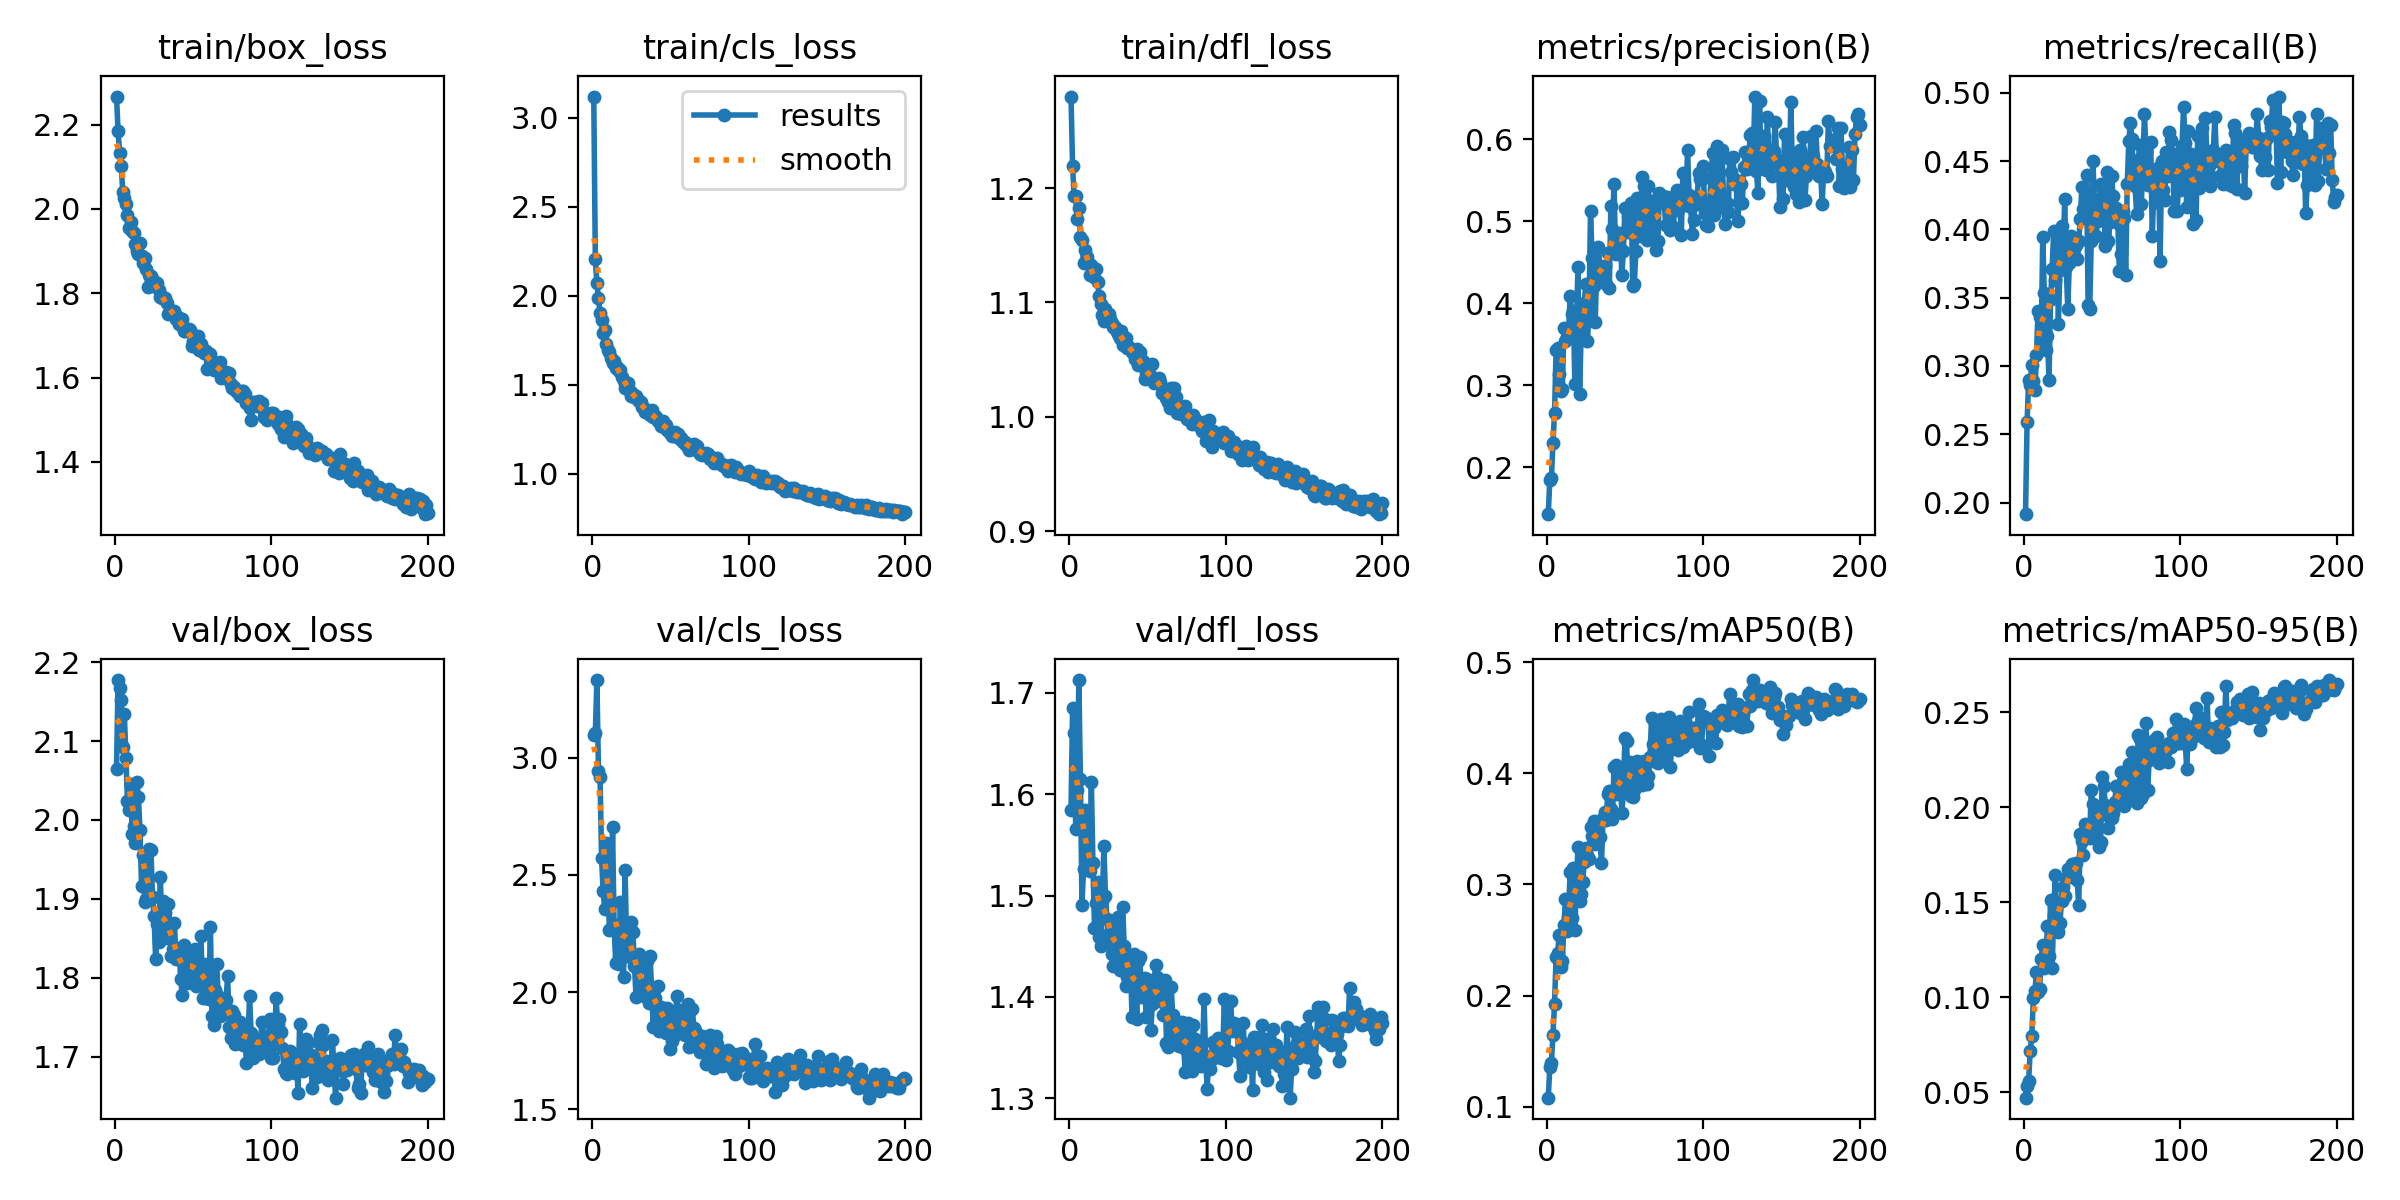 train/box_loss
2.2
2.0
1.8
1.6
1.4
0 100 200
train/cls_loss
results
smooth
3.0
2.5
2.0
1.5
1.0
0 100 200
train/dfl_loss
1.2
1.1
1.0
0.9
0 100 200
metrics/precision(B)
0.6
0.5
0.4
0.3
0.2
0 100 200
metrics/recall(B)
0.50
0.45
0.40
0.35
0.30
0.25
0.20
0 100 200
val/box_loss
2.2
2.1
2.0
1.9
1.8
1.7
0 100 200
val/cls_loss
3.0
2.5
2.0
1.5
0 100 200
val/dfl_loss
1.7
1.6
1.5
1.4
1.3
0 100 200
metrics/mAP50(B)
0.5
0.4
0.3
0.2
0.1
0 100 200
metrics/mAP50-95(B)
0.25
0.20
0.15
0.10
0.05
0 100 200